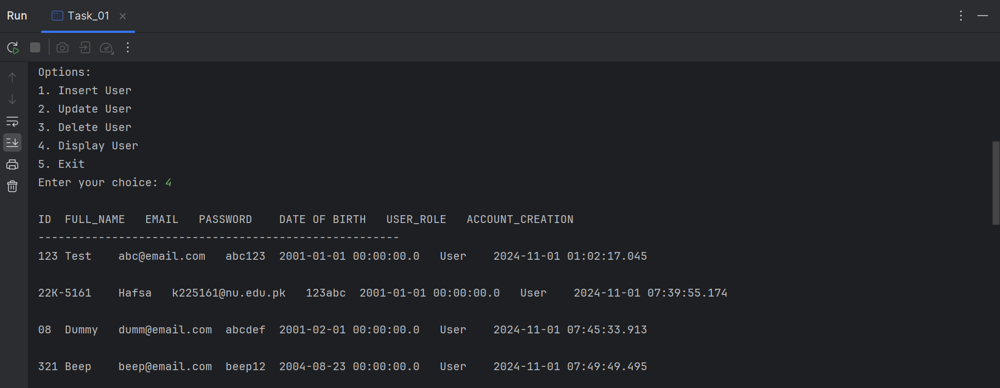 Run Task_01
Options:
1. Insert User
2. Update User
3. Delete User
4. Display User
5. Exit
Enter your choice: 4
ID FULL_NAME EMAIL PASSWORD DATE OF BIRTH USER_ROLE ACCOUNT_CREATION
------------------------------------------------------
123 Test abc@email.com abc123 2001-01-01 00:00:00.0 User 2024-11-01 01:02:17.045
22K-5161 Hafsa k225161@nu.edu.pk 123abc 2001-01-01 00:00:00.0 User 2024-11-01 07:39:55.174
08 Dummy dumm@email.com abcdef 2001-02-01 00:00:00.0 User 2024-11-01 07:45:33.913
321 Beep beep@email.com beep12 2004-08-23 00:00:00.0 User 2024-11-01 07:49:49.495